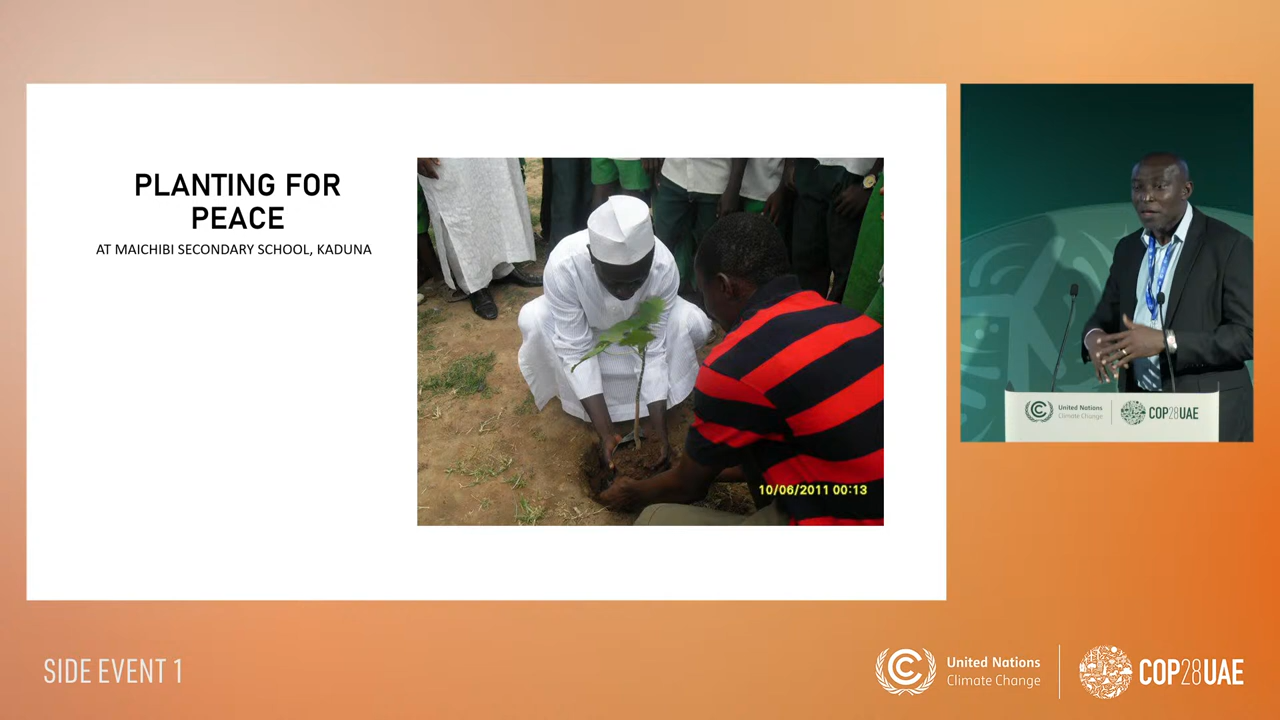 PLANTING FOR
PEACE
AT MAICHIBI SECONDARY SCHOOL, KADUNA
10/06/2011 00:13
United Nations
Climate Change
COP28UAE
SIDE EVENT 1
United Nations
Climate Change
COP28UAE